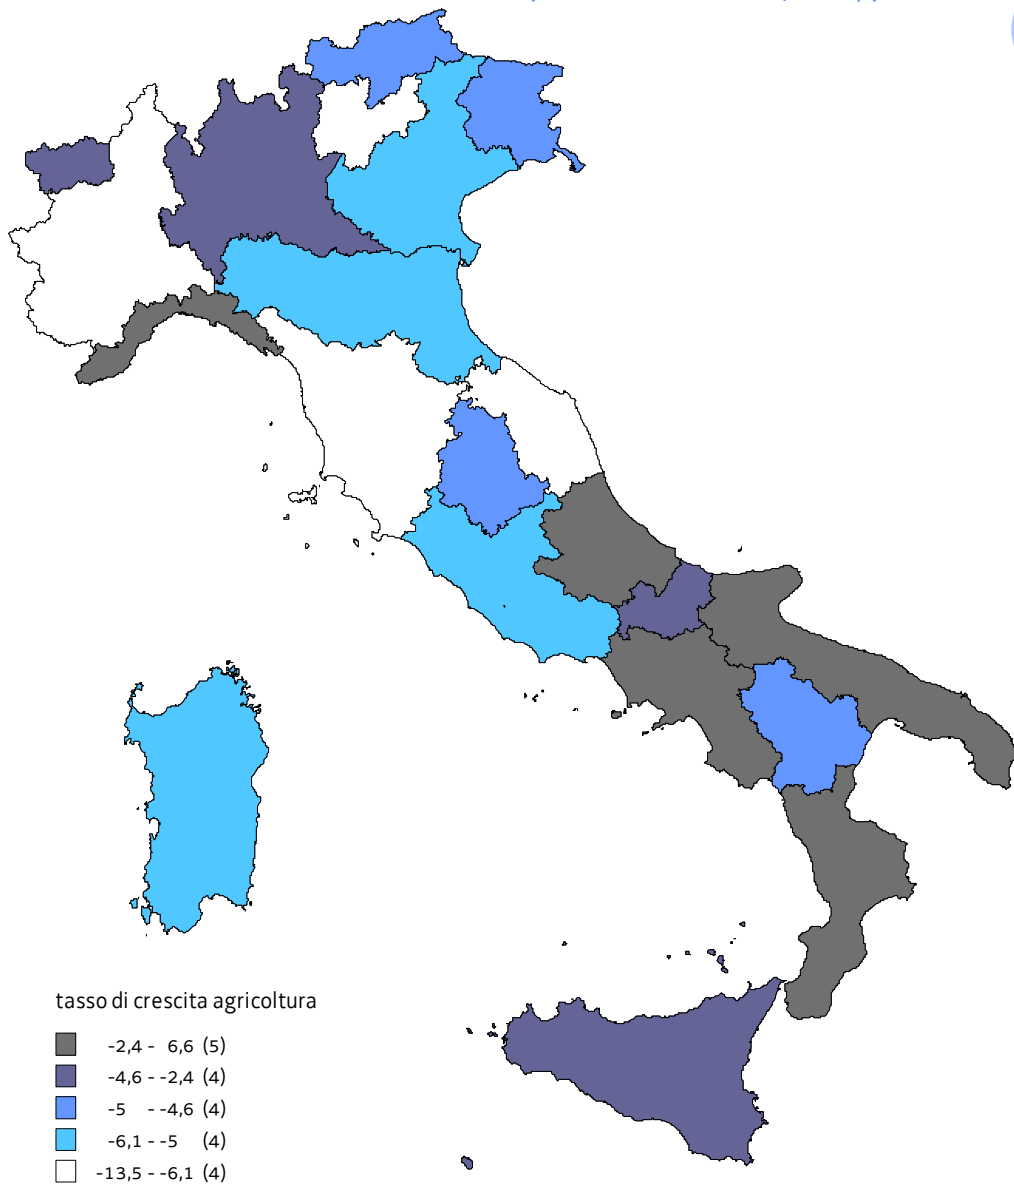 tasso di crescita agricoltura
-2,4 - 6,6 (5)
-4,6 - -2,4 (4)
-5 - -4,6 (4)
-6,1 - -5 (4)
-13,5 - -6,1 (4)